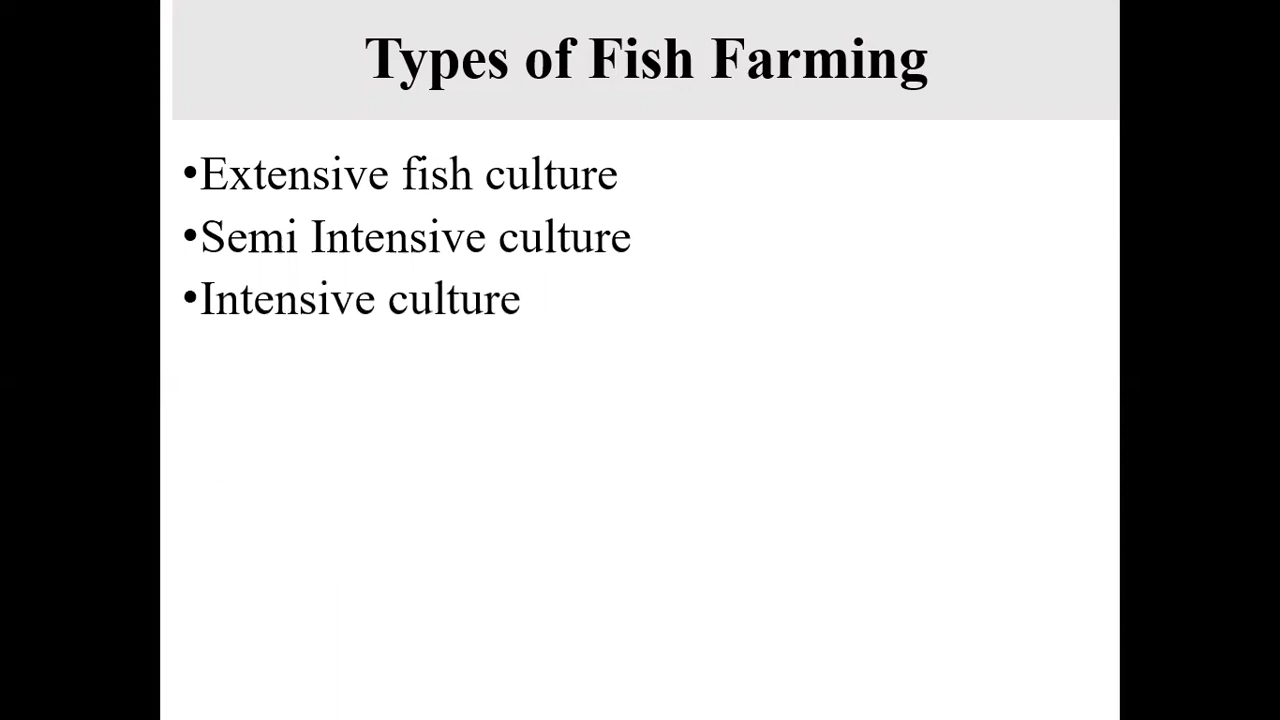 Types of Fish Farming
•Extensive fish culture
•Semi Intensive culture
•Intensive culture